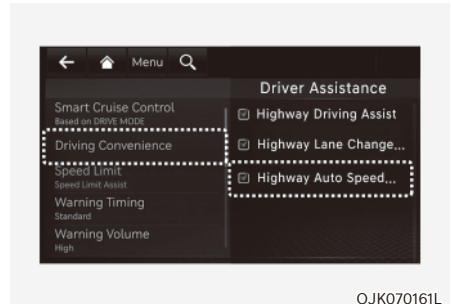 Menu
Driver Assistance
Smart Cruise Control
Based on DRIVE MODE
Driving Convenience
Speed Limit
Speed Limit Assist
Warning Timing
Standard
Warning Volume
High
Highway Driving Assist
Highway Lane Change...
Highway Auto Speed...
OJK070161L